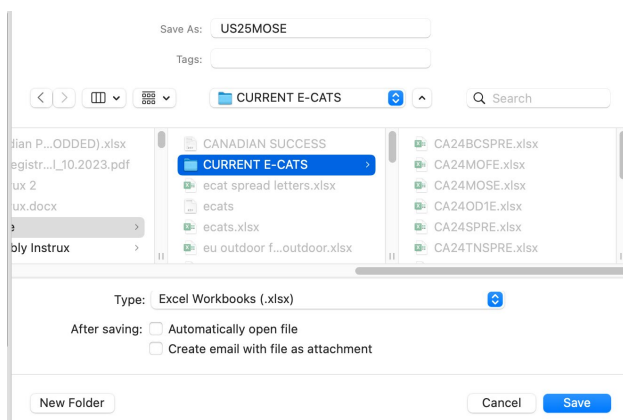 Save As: US25MOSE
Tags:
CURRENT E-CATS
Search
dian P...ODDED).xlsx
egistr...l_10.2023.pdf
ux 2
ux.docx
e
bly Instrux
CANADIAN SUCCESS
CURRENT E-CATS
ecat spread letters.xlsx
ecats
ecats.xlsx
eu outdoor f...outdoor.xlsx
CA24BCSPRE.xlsx
CA24MOFE.xlsx
CA24MOSE.xlsx
CA24OD1E.xlsx
CA24SPRE.xlsx
CA24TNSPRE.xlsx
Type: Excel Workbooks (.xlsx)
After saving: Automatically open file
Create email with file as attachment
New Folder Cancel Save